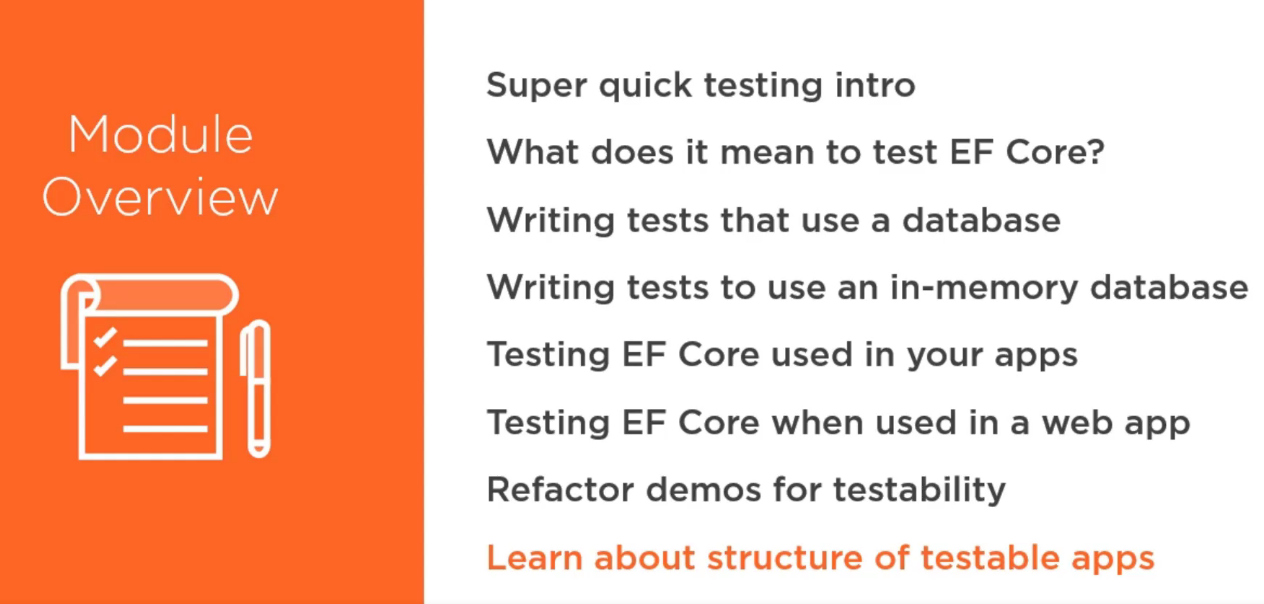 Module
Overview
Super quick testing intro
What does it mean to test EF Core?
Writing tests that use a database
Writing tests to use an in-memory database
Testing EF Core used in your apps
Testing EF Core when used in a web app
Refactor demos for testability
Learn about structure of testable apps